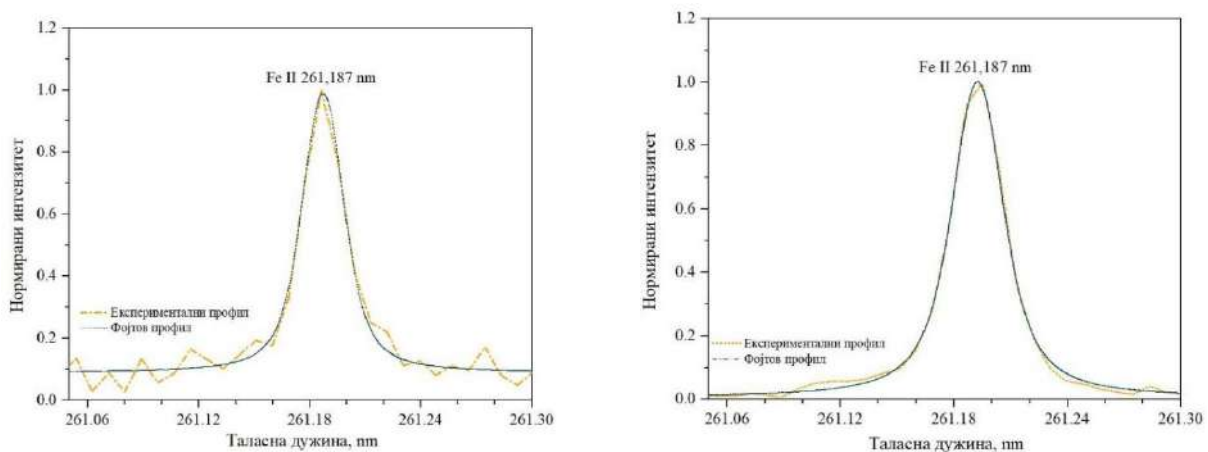 1.2
1.0
0.8
0.6
0.4
0.2
0.0
Нормирани интензитет
Fe II 261,187 nm
Експериментални профил
Фојтов профил
261.06 261.12 261.18 261.24 261.30
Таласна дужина, nm
1.2
1.0
0.8
0.6
0.4
0.2
0.0
Нормирани интензитет
Fe II 261,187 nm
Експериментални профил
Фојтов профил
261.06 261.12 261.18 261.24 261.30
Таласна дужина, nm